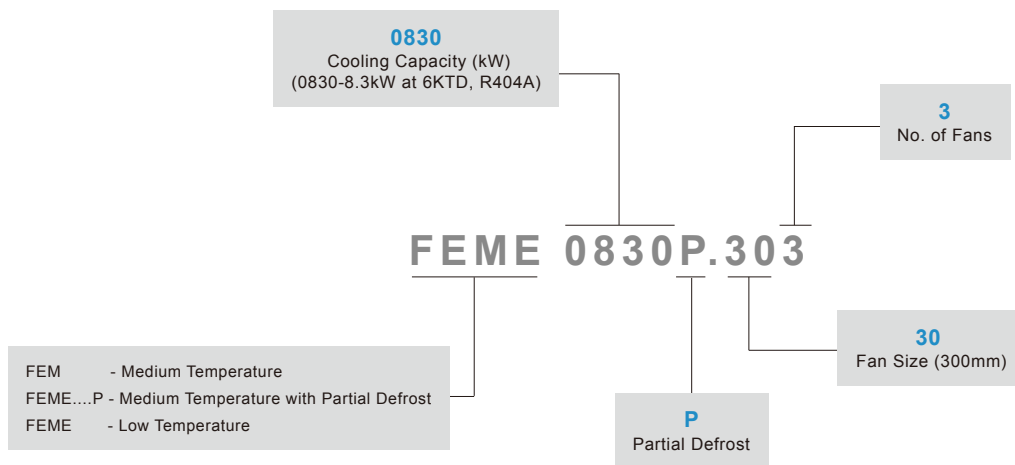 0830
Cooling Capacity (kW)
(0830-8.3kW at 6KTD, R404A)
3
No. of Fans
FEME 0830P.303
30
Fan Size (300mm)
FEM - Medium Temperature
FEME....P - Medium Temperature with Partial Defrost
FEME - Low Temperature
P
Partial Defrost